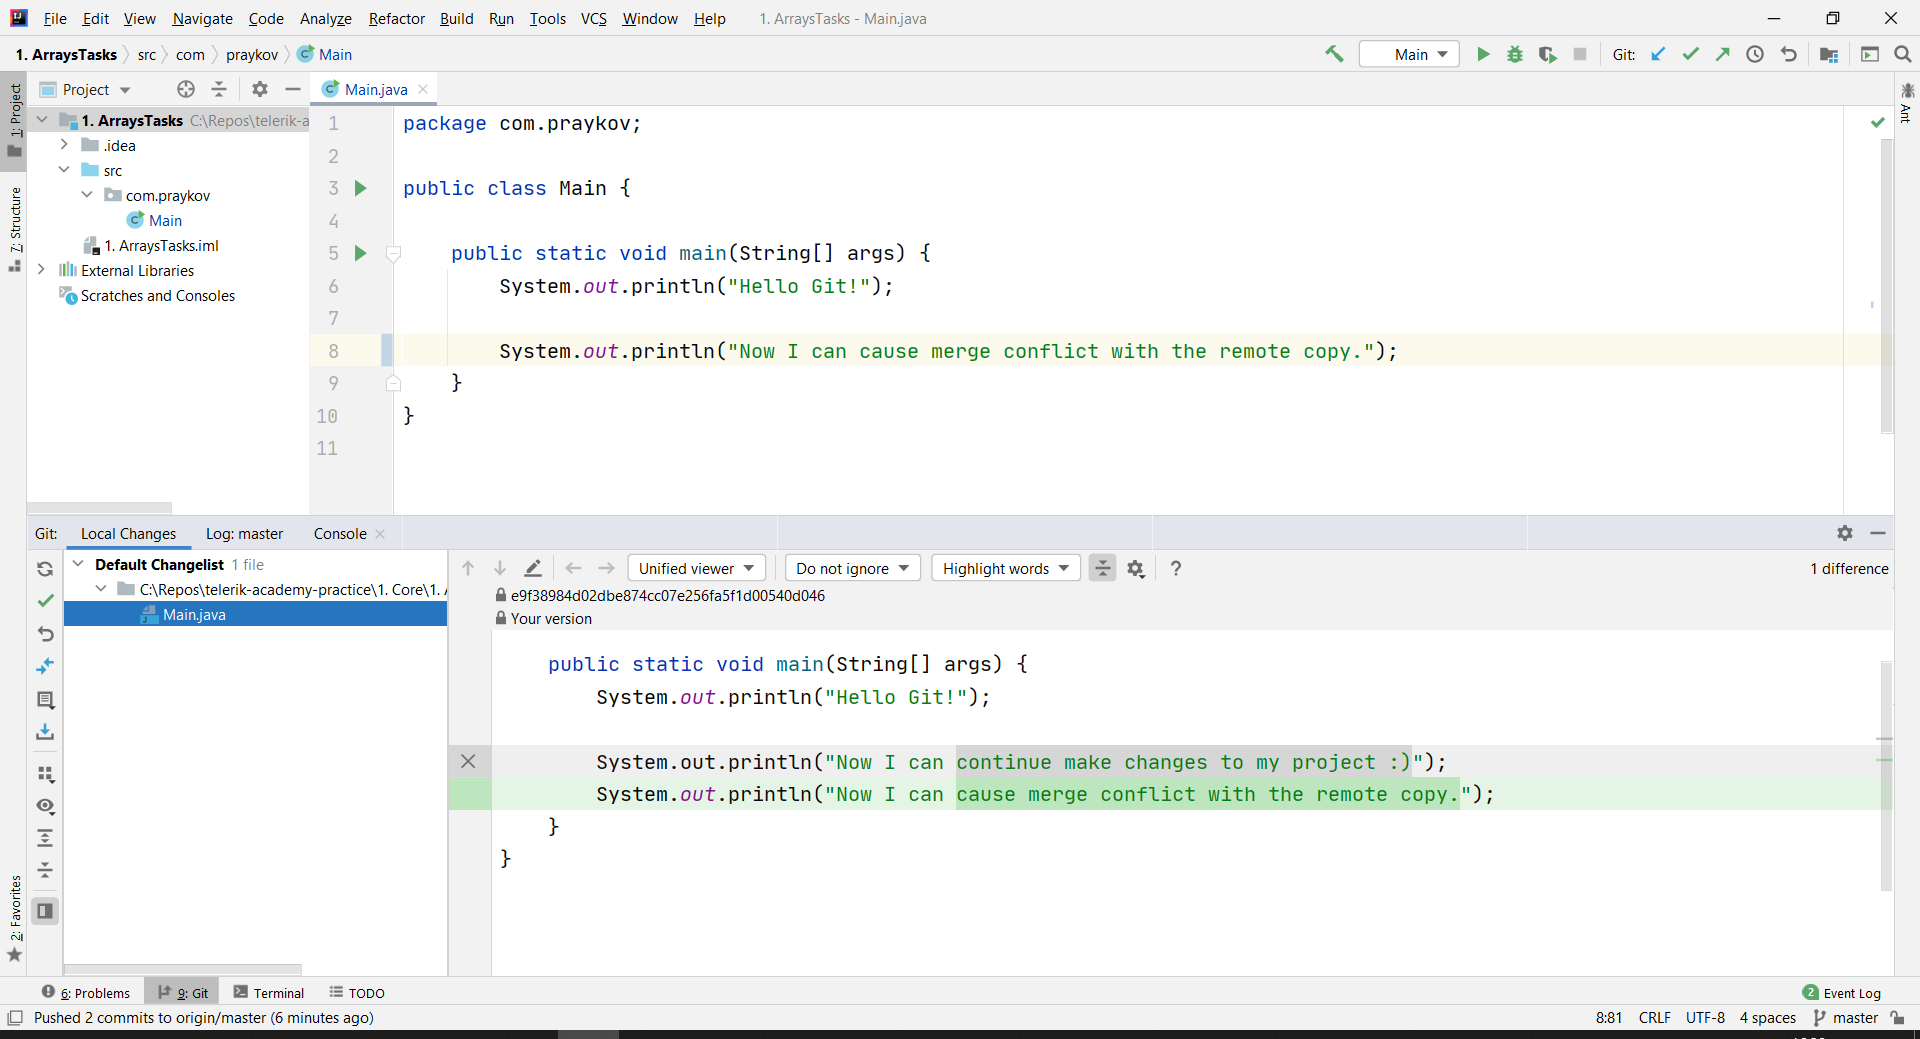 File Edit View Navigate Code Analyze Refactor Build Run Tools VCS Window Help 1. ArraysTasks - Main.java
1. ArraysTasks src com praykov Main
Main Git:
1: Project
7: Structure
2: Favorites
Ant
Project
1. ArraysTasks C:\Repos\telerik-a
.idea
src
com.praykov
Main
1. ArraysTasks.iml
External Libraries
Scratches and Consoles
Main.java
1 package com.praykov;
2
3 public class Main {
4
5 public static void main(String[] args) {
6 System.out.println("Hello Git!");
7
8 System.out.println("Now I can cause merge conflict with the remote copy.");
9 }
10 }
11
Git: Local Changes Log: master Console
Default Changelist 1 file
C:\Repos\telerik-academy-practice\1. Core\1. A
Main.java
Unified viewer Do not ignore Highlight words ? 1 difference
e9f38984d02dbe874cc07e256fa5f1d00540d046
Your version
public static void main(String[] args) {
System.out.println("Hello Git!");
System.out.println("Now I can continue make changes to my project :)");
System.out.println("Now I can cause merge conflict with the remote copy.");
}
}
6: Problems 9: Git Terminal TODO 2 Event Log
Pushed 2 commits to origin/master (6 minutes ago) 8:81 CRLF UTF-8 4 spaces master